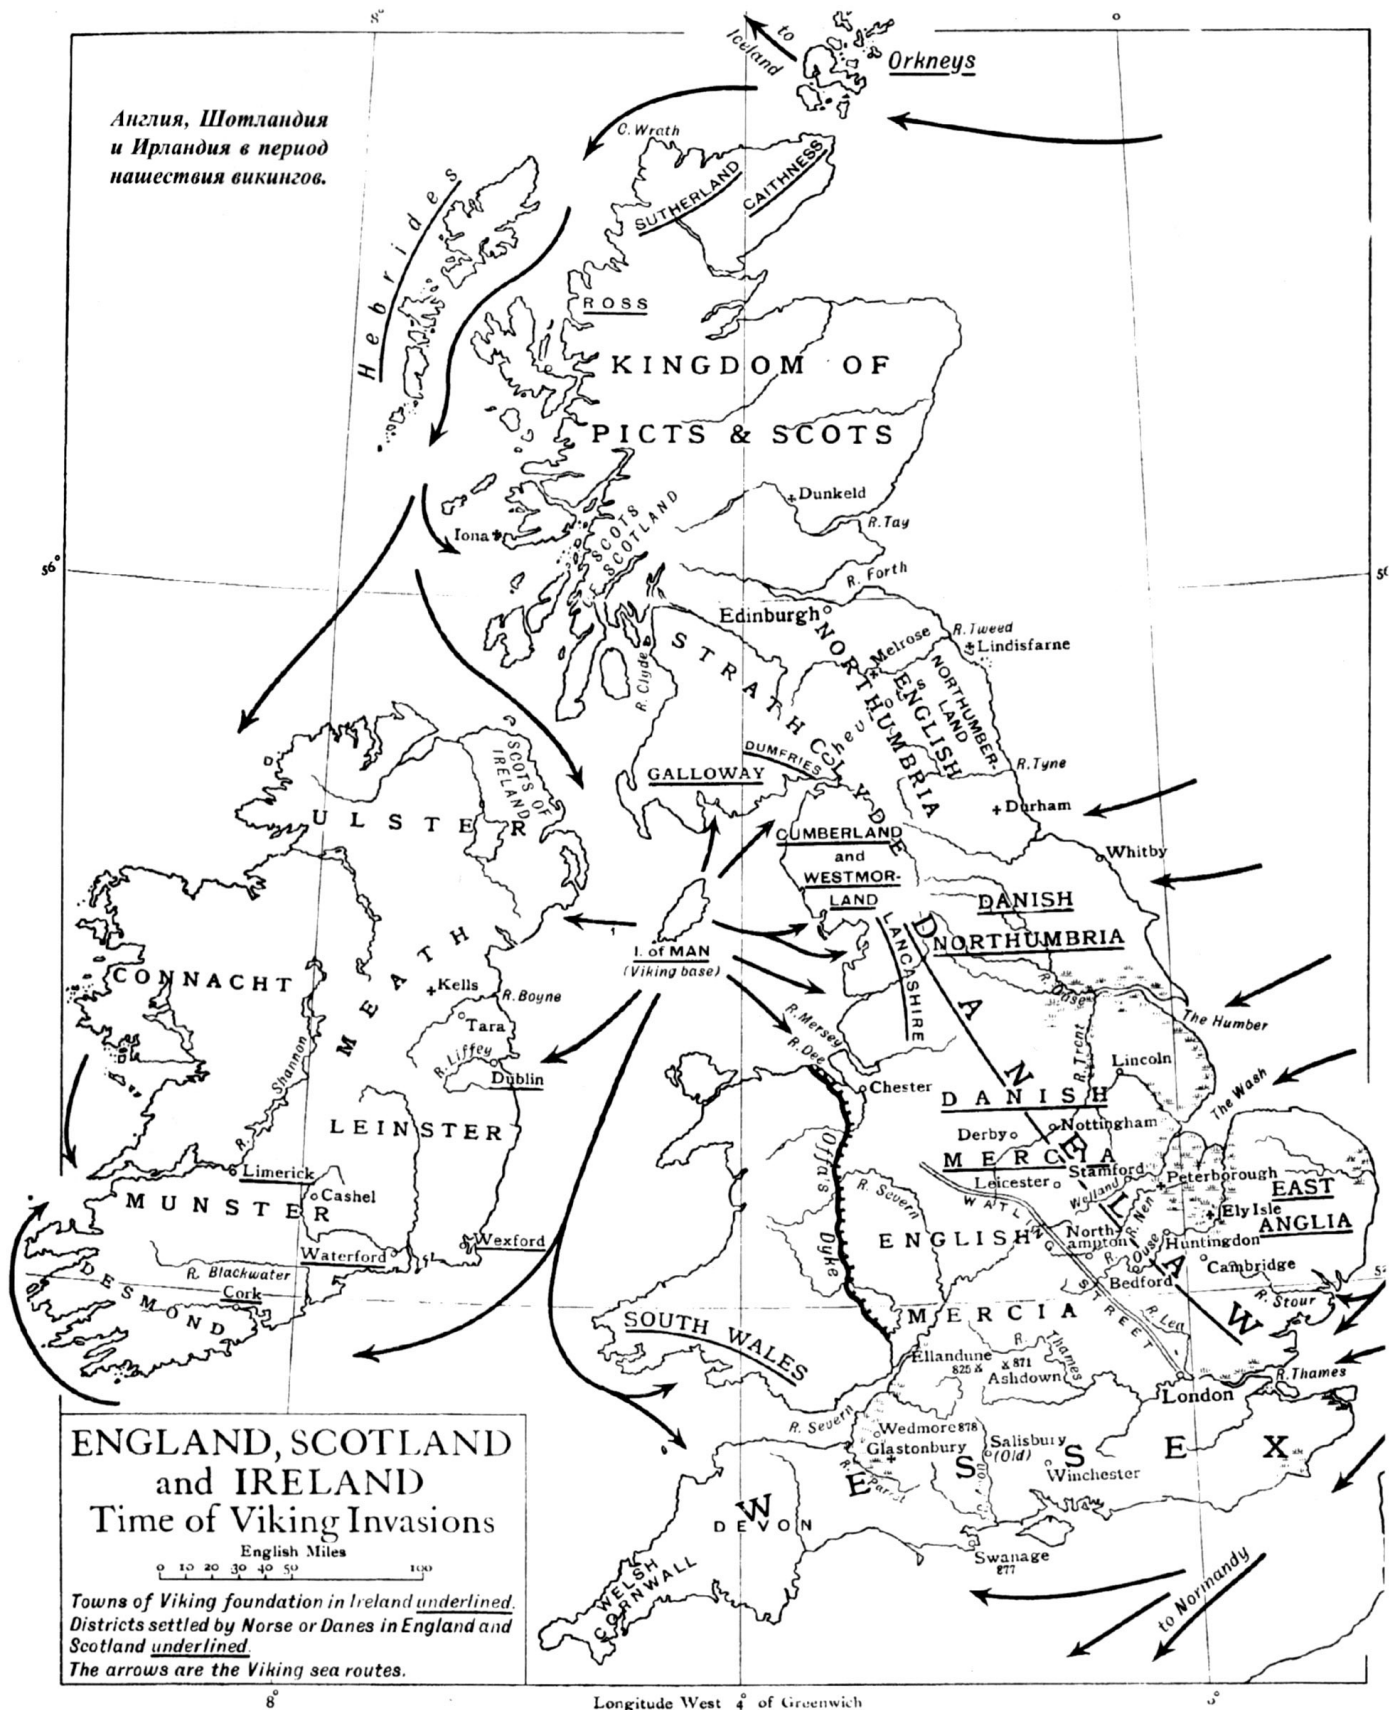 8°
0
to
Iceland
Orkneys
Англия, Шотландия
и Ирландия в период
нашествия викингов.
C. Wrath
SUTHERLAND
CAITHNESS
Hebrides
ROSS
KINGDOM OF
PICTS & SCOTS
Dunkeld
R. Tay
Iona
SCOTS
SCOTLAND
56°
R. Forth
Edinburgh
R. Tweed
Melrose
Lindisfarne
R. Clyde
STRATHCLYDE
NORTHUMBRIA
ENGLISH
NORTHUMBER-
LAND
DUMFRIES
GALLOWAY
R. Tyne
SCOTS OF
IRELAND
ULSTER
Durham
CUMBERLAND
and
WESTMOR-
LAND
Whitby
DANISH
NORTHUMBRIA
LANCASHIRE
DANELAW
I. of MAN
(Viking base)
CONNACHT
MEATH
Kells
R. Boyne
Tara
R. Liffey
Dublin
R. Shannon
R. Ouse
The Humber
R. Mersey
R. Dee
R. Trent
Lincoln
The Wash
Chester
DANISH
MERCIA
Nottingham
Derby
LEINSTER
Offa's Dyke
Limerick
Cashel
MUNSTER
Stamford
Leicester
Welland
Peterborough
EAST
ANGLIA
Ely Isle
R. Severn
WATLING STREET
R. Nen
North-
ampton
R. Ouse
Huntingdon
Cambridge
Bedford
ENGLISH
MERCIA
Wexford
Waterford
R. Blackwater
Cork
DESMOND
R. Stour
R. Lea
SOUTH WALES
Ellandune
825 x
x 871
Ashdown
R. Thames
London
R. Thames
R. Severn
Wedmore 878
Glastonbury
R. Parret
Salisbury
(Old)
Winchester
WESSEX
DEVON
WELSH
CORNWALL
Swanage
877
to Normandy
ENGLAND, SCOTLAND
and IRELAND
Time of Viking Invasions
English Miles
0 10 20 30 40 50 100
Towns of Viking foundation in Ireland underlined.
Districts settled by Norse or Danes in England and
Scotland underlined.
The arrows are the Viking sea routes.
8°
Longitude West 4° of Greenwich